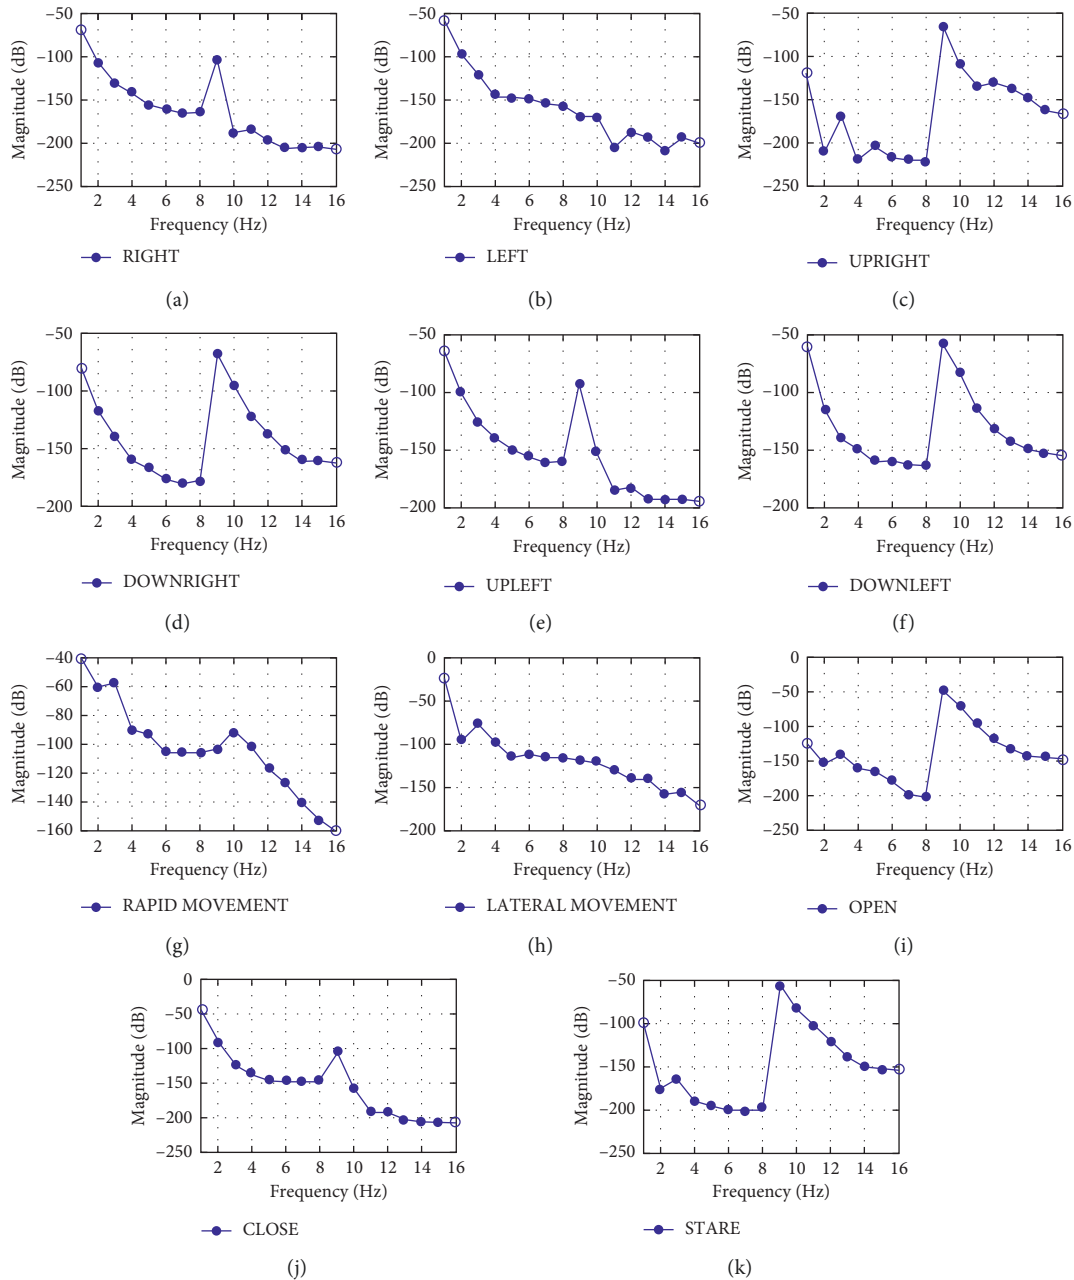 −50
−100
−150
−200
−250
Magnitude (dB)
2 4 6 8 10 12 14 16
Frequency (Hz)
RIGHT
(a)
−50
−100
−150
−200
−250
Magnitude (dB)
2 4 6 8 10 12 14 16
Frequency (Hz)
LEFT
(b)
−50
−100
−150
−200
−250
Magnitude (dB)
2 4 6 8 10 12 14 16
Frequency (Hz)
UPRIGHT
(c)
−50
−100
−150
−200
Magnitude (dB)
2 4 6 8 10 12 14 16
Frequency (Hz)
DOWNRIGHT
(d)
−50
−100
−150
−200
Magnitude (dB)
2 4 6 8 10 12 14 16
Frequency (Hz)
UPLEFT
(e)
−50
−100
−150
−200
Magnitude (dB)
2 4 6 8 10 12 14 16
Frequency (Hz)
DOWNLEFT
(f)
−40
−60
−80
−100
−120
−140
−160
Magnitude (dB)
2 4 6 8 10 12 14 16
Frequency (Hz)
RAPID MOVEMENT
(g)
0
−50
−100
−150
−200
Magnitude (dB)
2 4 6 8 10 12 14 16
Frequency (Hz)
LATERAL MOVEMENT
(h)
0
−50
−100
−150
−200
−250
Magnitude (dB)
2 4 6 8 10 12 14 16
Frequency (Hz)
OPEN
(i)
0
−50
−100
−150
−200
−250
Magnitude (dB)
2 4 6 8 10 12 14 16
Frequency (Hz)
CLOSE
(j)
−50
−100
−150
−200
−250
Magnitude (dB)
2 4 6 8 10 12 14 16
Frequency (Hz)
STARE
(k)